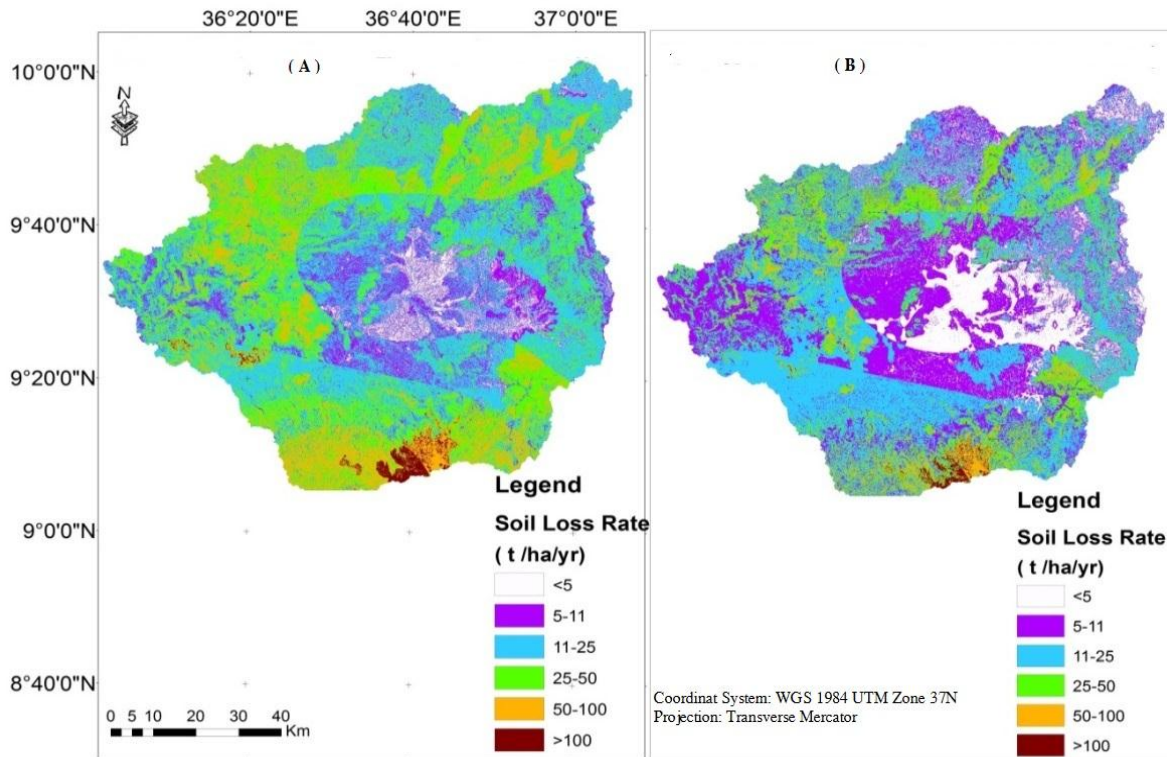 36°20'0"E 36°40'0"E 37°0'0"E
( A )
( B )
10°0'0"N
N
9°40'0"N
9°20'0"N
9°0'0"N
8°40'0"N
Legend
Soil Loss Rate
( t /ha/yr)
<5
5-11
11-25
25-50
50-100
>100
0 5 10 20 30 40
Km
Legend
Soil Loss Rate
( t /ha/yr)
<5
5-11
11-25
25-50
50-100
>100
Coordinat System: WGS 1984 UTM Zone 37N
Projection: Transverse Mercator